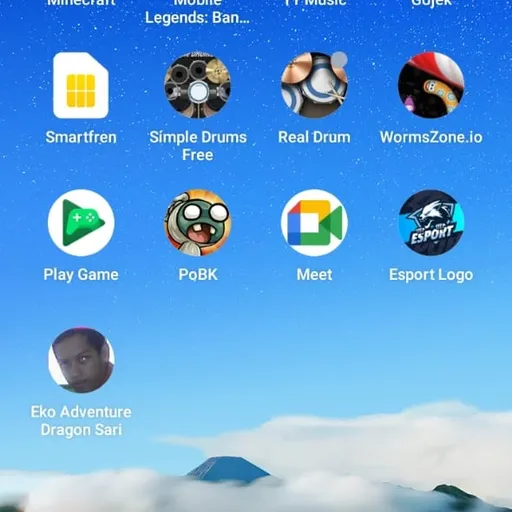 Minecraft
Mobile
Legends: Ban...
YT Music
Gojek
Smartfren
Simple Drums
Free
Real Drum
WormsZone.io
ESPORT
Play Game
PoBK
Meet
Esport Logo
Eko Adventure
Dragon Sari